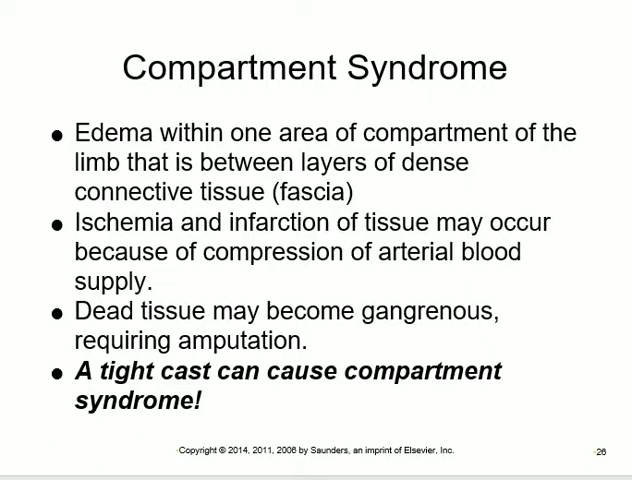 Compartment Syndrome
● Edema within one area of compartment of the
limb that is between layers of dense
connective tissue (fascia)
● Ischemia and infarction of tissue may occur
because of compression of arterial blood
supply.
● Dead tissue may become gangrenous,
requiring amputation.
● A tight cast can cause compartment
syndrome!
Copyright © 2014, 2011, 2006 by Saunders, an imprint of Elsevier, Inc.
26